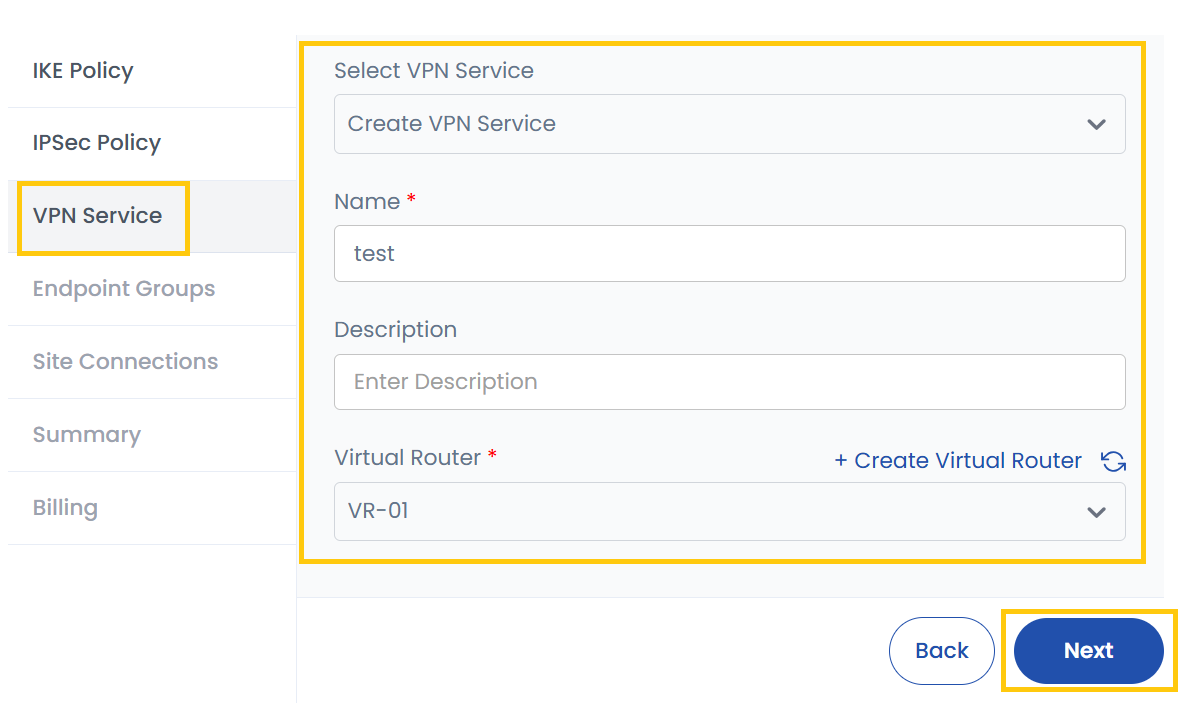 IKE Policy
IPSec Policy
VPN Service
Endpoint Groups
Site Connections
Summary
Billing
Select VPN Service
Create VPN Service
Name *
test
Description
Enter Description
Virtual Router *
+ Create Virtual Router
VR-01
Back
Next